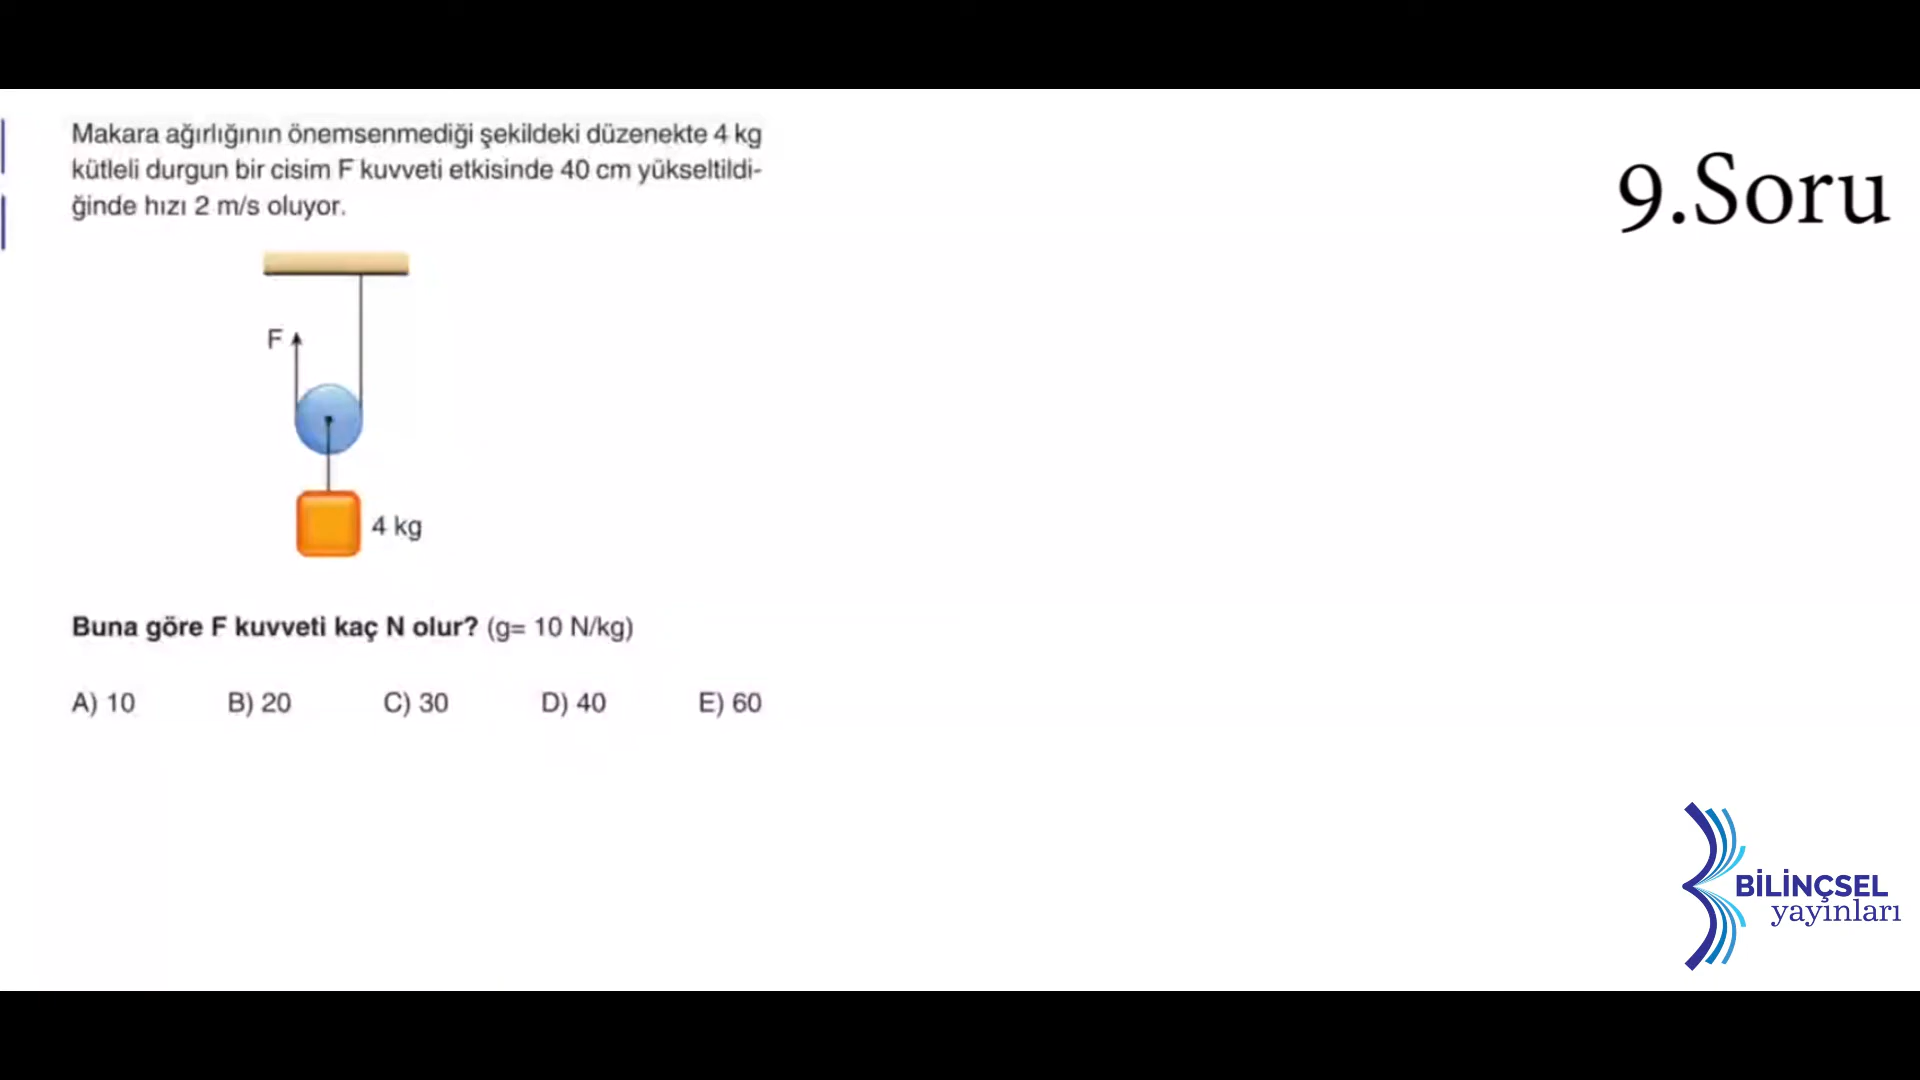 Makara ağırlığının önemsenmediği şekildeki düzenekte 4 kg
kütleli durgun bir cisim F kuvveti etkisinde 40 cm yükseltildi-
ğinde hızı 2 m/s oluyor.
9.Soru
F
4 kg
Buna göre F kuvveti kaç N olur? (g= 10 N/kg)
A) 10 B) 20 C) 30 D) 40 E) 60
BİLİNÇSEL
yayınları